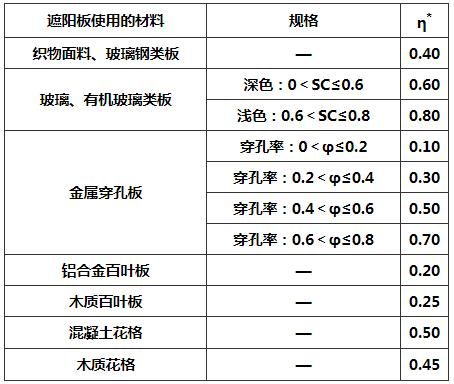 遮阳板使用的材料 规格 η*
织物面料、玻璃钢类板 — 0.40
玻璃、有机玻璃类板 深色：0＜SC≦0.6 0.60
浅色：0.6＜SC≦0.8 0.80
金属穿孔板 穿孔率：0＜φ≦0.2 0.10
穿孔率：0.2＜φ≦0.4 0.30
穿孔率：0.4＜φ≦0.6 0.50
穿孔率：0.6＜φ≦0.8 0.70
铝合金百叶板 — 0.20
木质百叶板 — 0.25
混凝土花格 — 0.50
木质花格 — 0.45